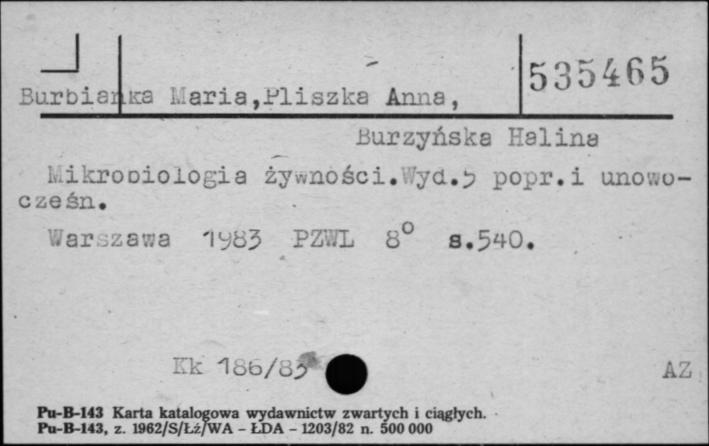 535465
Burbianka Maria,Pliszka Anna,
Burzyńska Halina
Mikrobiologia żywności.Wyd.5 popr.i unowo-
cześn.
Warszawa 1983 PZWL 8° s.540.
Kk 186/83
AZ
Pu-B-143 Karta katalogowa wydawnictw zwartych i ciągłych.
Pu-B-143, z. 1962/S/Łź/WA - ŁDA - 1203/82 n. 500 000